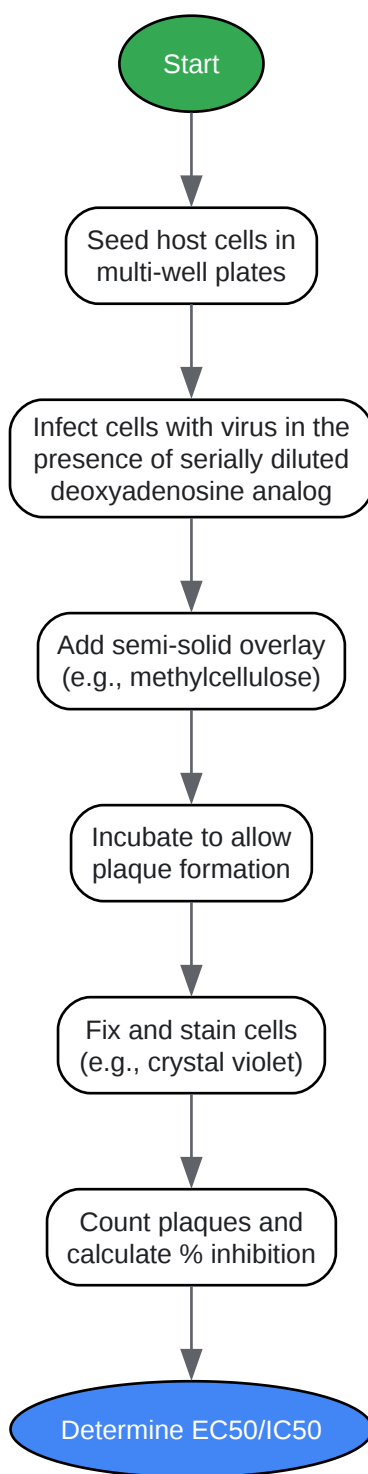 Start
Seed host cells in
multi-well plates
Infect cells with virus in the
presence of serially diluted
deoxyadenosine analog
Add semi-solid overlay
(e.g., methylcellulose)
Incubate to allow
plaque formation
Fix and stain cells
(e.g., crystal violet)
Count plaques and
calculate % inhibition
Determine EC50/IC50